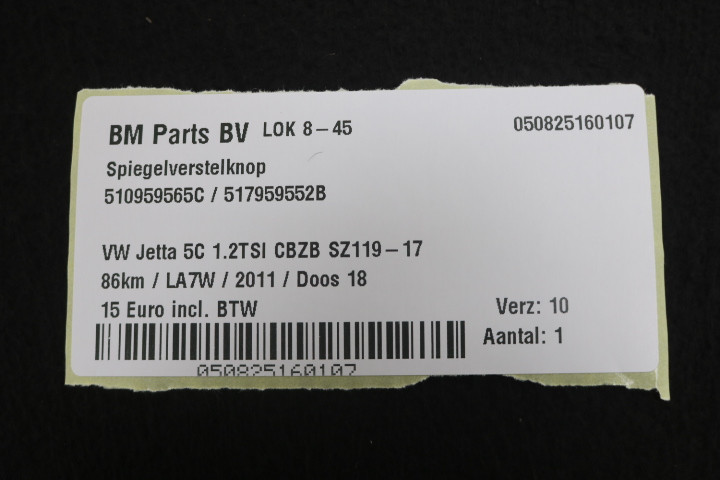 BM Parts BV LOK 8-45 050825160107
Spiegelverstelknop
510959565C / 517959552B
VW Jetta 5C 1.2TSI CBZB SZ119-17
86km / LA7W / 2011 / Doos 18
15 Euro incl. BTW Verz: 10
Aantal: 1
050825160107